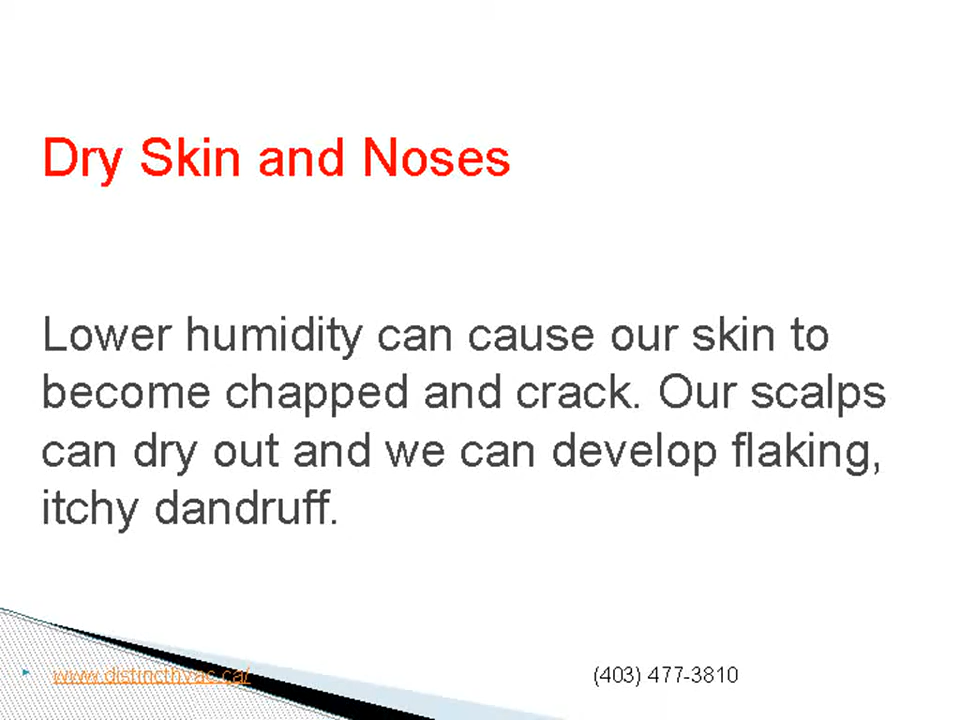 Dry Skin and Noses
Lower humidity can cause our skin to
become chapped and crack. Our scalps
can dry out and we can develop flaking,
itchy dandruff.
www.distincthvac.ca/
(403) 477-3810